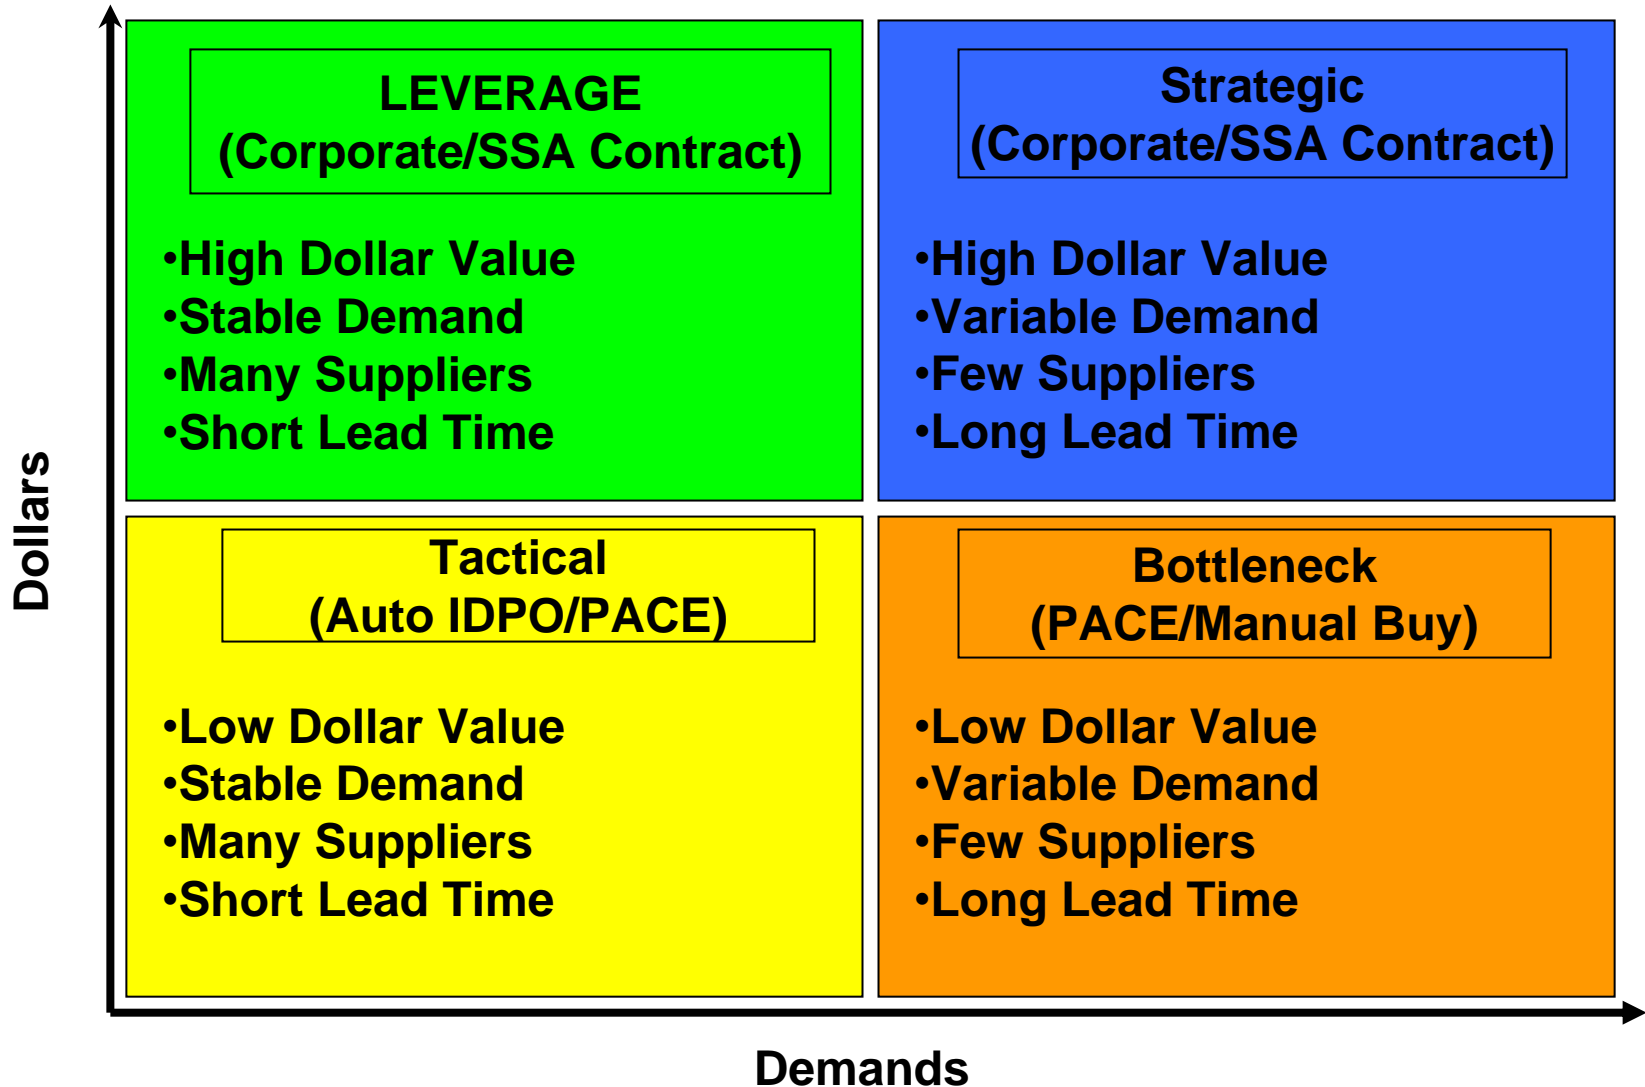 Dollars
LEVERAGE
(Corporate/SSA Contract)
•High Dollar Value
•Stable Demand
•Many Suppliers
•Short Lead Time
Strategic
(Corporate/SSA Contract)
•High Dollar Value
•Variable Demand
•Few Suppliers
•Long Lead Time
Tactical
(Auto IDPO/PACE)
•Low Dollar Value
•Stable Demand
•Many Suppliers
•Short Lead Time
Bottleneck
(PACE/Manual Buy)
•Low Dollar Value
•Variable Demand
•Few Suppliers
•Long Lead Time
Demands